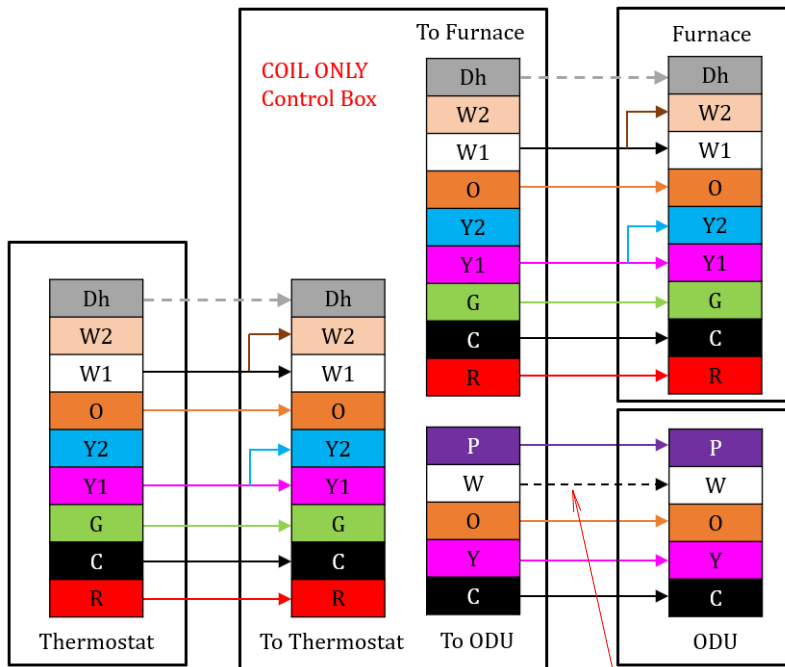 To Furnace
Furnace
COIL ONLY
Control Box
Dh
W2
W1
O
Y2
Y1
G
C
R
Dh
W2
W1
O
Y2
Y1
G
C
R
Dh
W2
W1
O
Y2
Y1
G
C
R
Thermostat
Dh
W2
W1
O
Y2
Y1
G
C
R
To Thermostat
P
W
O
Y
C
To ODU
P
W
O
Y
C
ODU